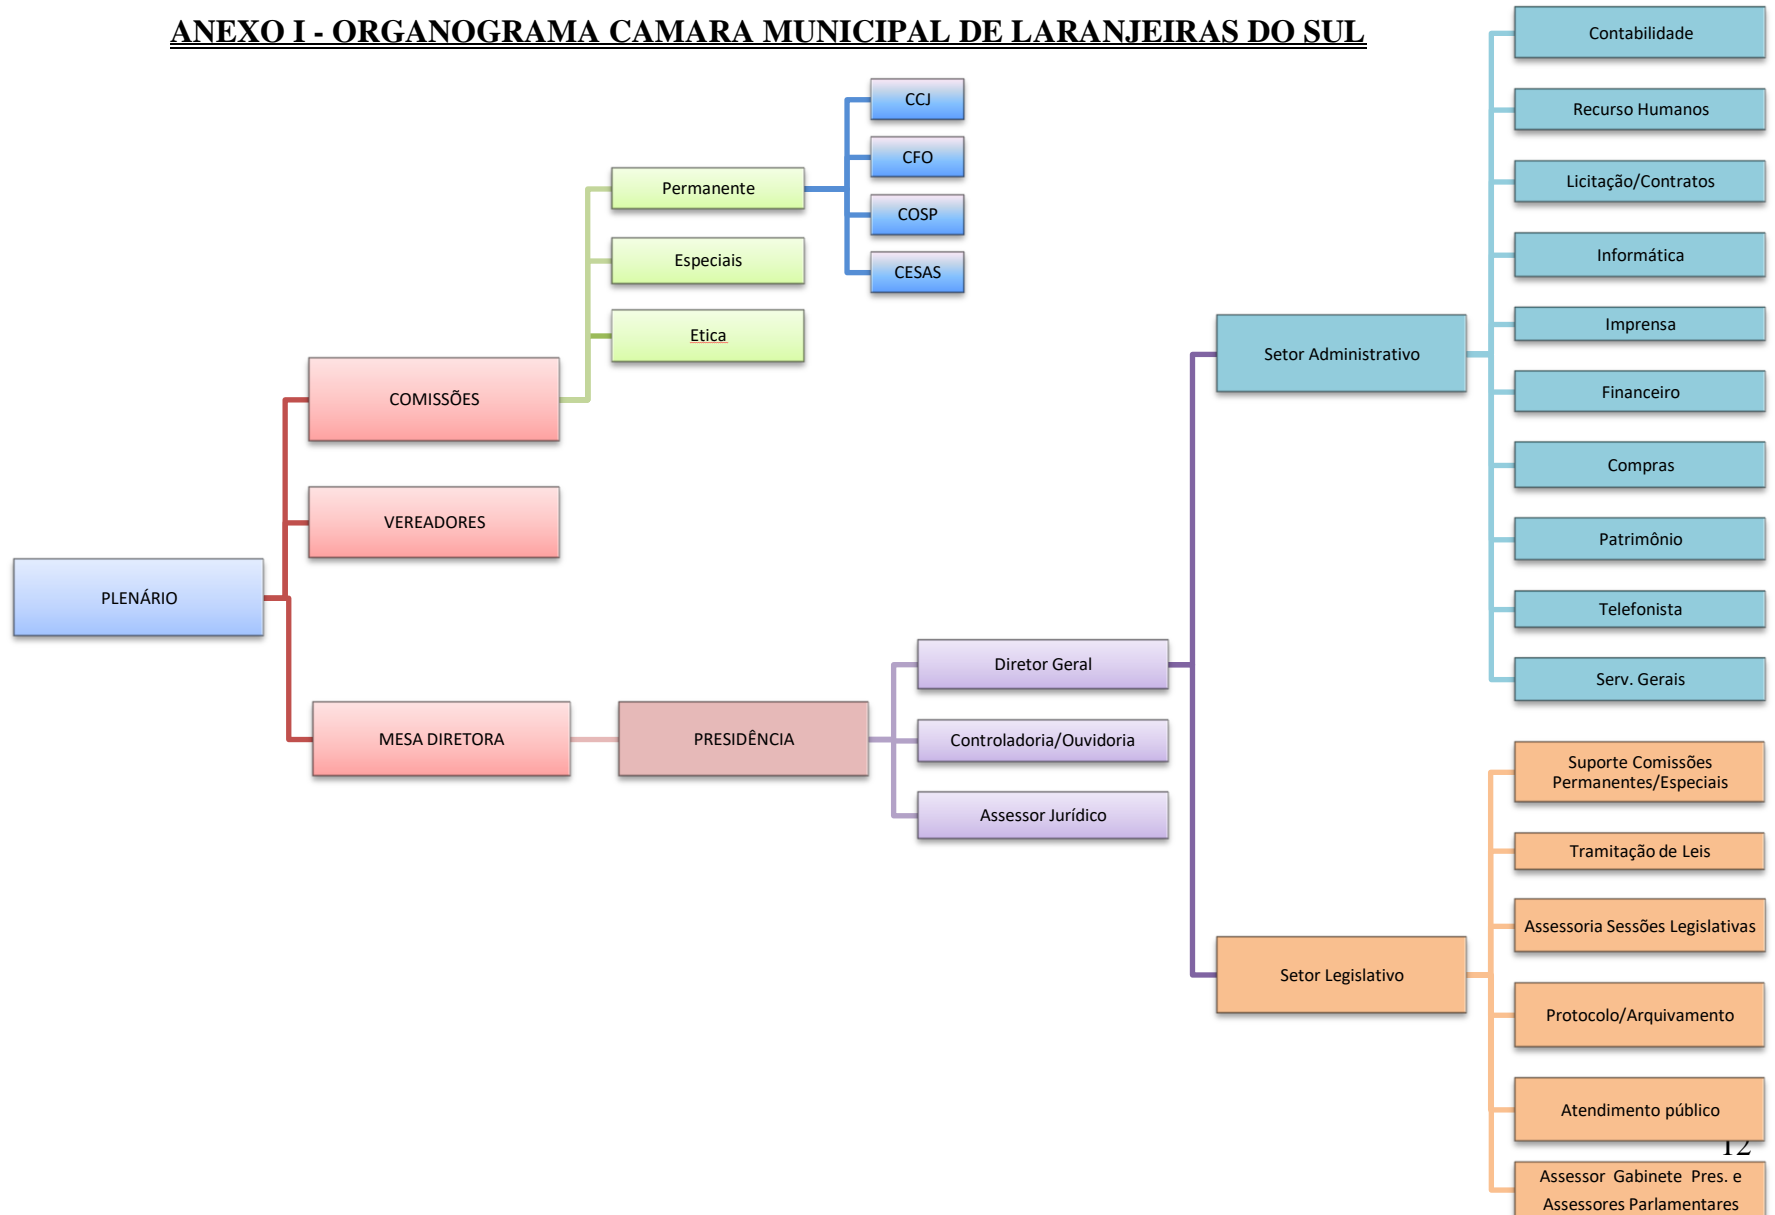 ANEXO I - ORGANOGRAMA CAMARA MUNICIPAL DE LARANJEIRAS DO SUL
PLENÁRIO
COMISSÕES
VEREADORES
MESA DIRETORA
Permanente
Especiais
Etica
CCJ
CFO
COSP
CESAS
PRESIDÊNCIA
Diretor Geral
Controladoria/Ouvidoria
Assessor Jurídico
Setor Administrativo
Contabilidade
Recurso Humanos
Licitação/Contratos
Informática
Imprensa
Financeiro
Compras
Patrimônio
Telefonista
Serv. Gerais
Setor Legislativo
Suporte Comissões
Permanentes/Especiais
Tramitação de Leis
Assessoria Sessões Legislativas
Protocolo/Arquivamento
Atendimento público
Assessor Gabinete Pres. e
Assessores Parlamentares
12